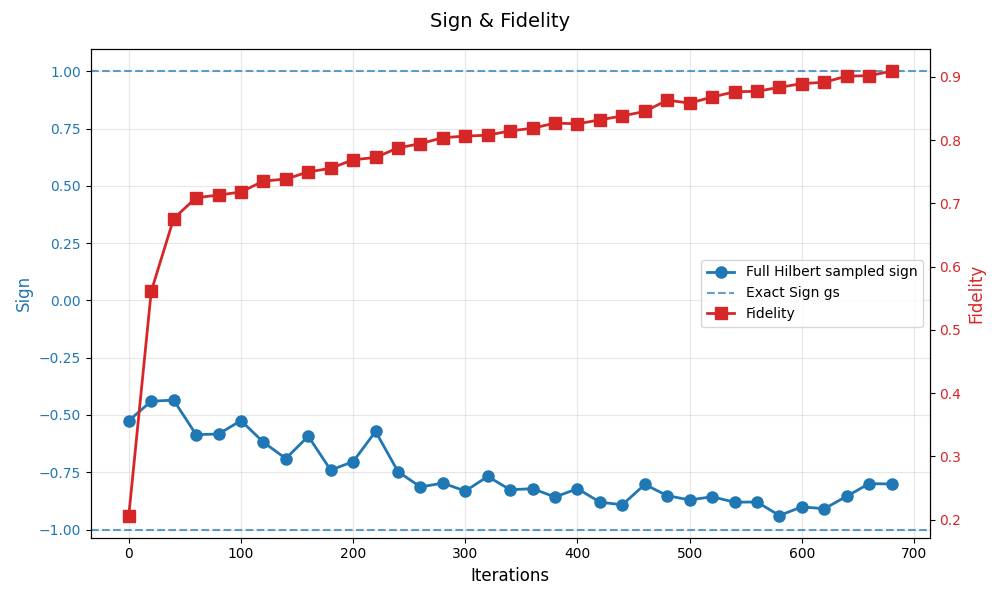 Sign & Fidelity
1.00
0.75
0.50
0.25
0.00
−0.25
−0.50
−0.75
−1.00
Sign
0.9
0.8
0.7
0.6
0.5
0.4
0.3
0.2
Fidelity
Full Hilbert sampled sign
Exact Sign gs
Fidelity
0 100 200 300 400 500 600 700
Iterations